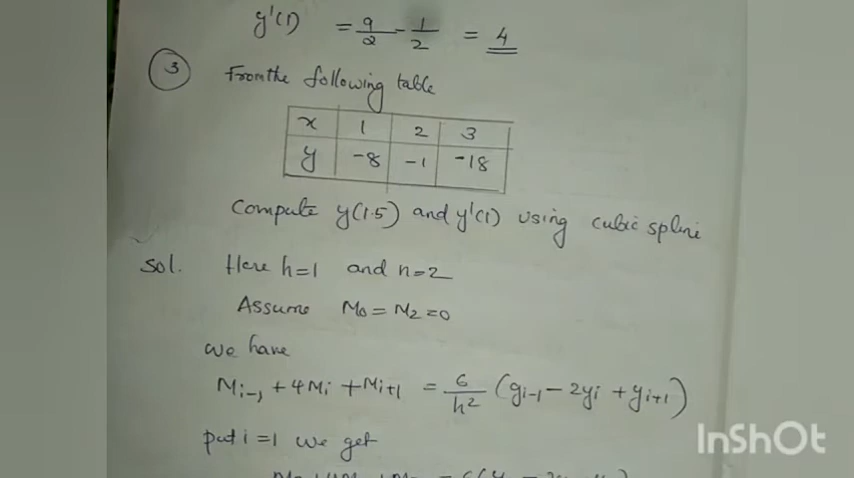 y'(1) = 9/2 - 1/2 = 4
3 From the following table
x 1 2 3
y -8 -1 -18
Compute y(1.5) and y'(1) using cubic spline
Sol. Here h=1 and n=2
Assume M₀ = M₂ = 0
we have
Mᵢ₋₁ + 4Mᵢ + Mᵢ₊₁ = 6/h² (yᵢ₋₁ - 2yᵢ + yᵢ₊₁)
put i=1 we get
InShOt